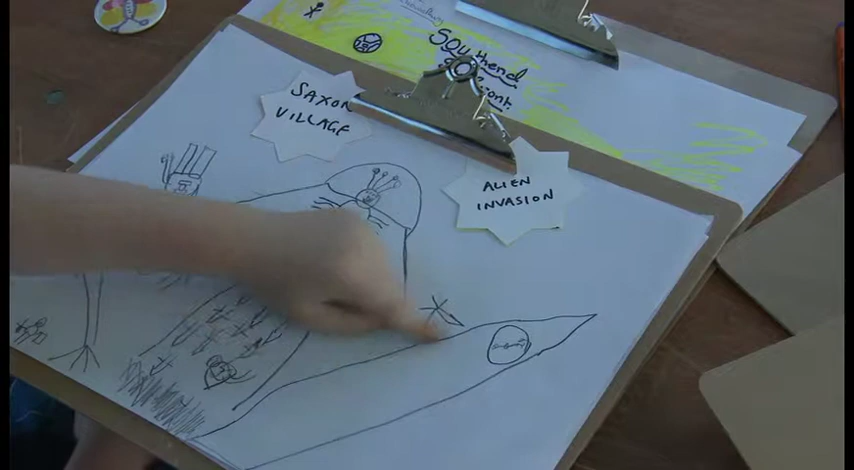 Southend
SAXON
VILLAGE
ALIEN
INVASION